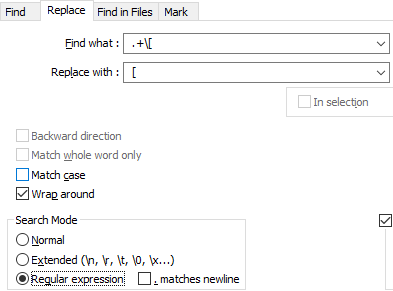 Find Replace Find in Files Mark
Find what : .+\[
Replace with : [
In selection
Backward direction
Match whole word only
Match case
Wrap around
Search Mode
Normal
Extended (\n, \r, \t, \0, \x...)
Regular expression . matches newline